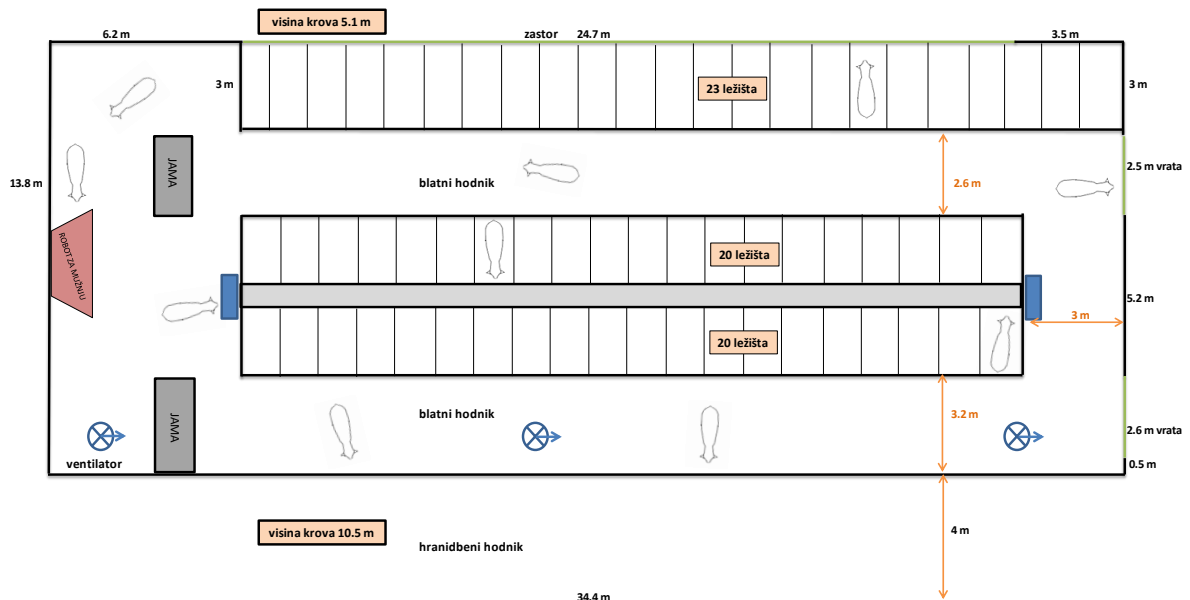 visina krova 5.1 m
6.2 m
zastor
24.7 m
3.5 m
3 m
23 ležišta
3 m
JAMA
13.8 m
blatni hodnik
2.6 m
2.5 m vrata
ROBOT ZA MUŽNJU
20 ležišta
5.2 m
3 m
20 ležišta
JAMA
blatni hodnik
3.2 m
2.6 m vrata
ventilator
0.5 m
visina krova 10.5 m
hranidbeni hodnik
4 m
34.4 m